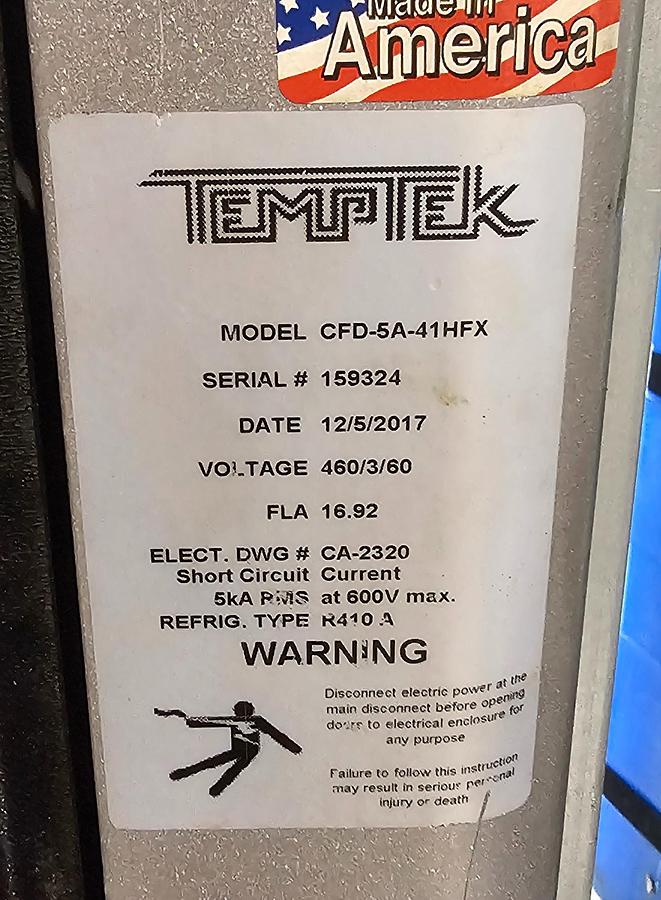 Made in
America
TEMPTEK
MODEL CFD-5A-41HFX
SERIAL # 159324
DATE 12/5/2017
VOLTAGE 460/3/60
FLA 16.92
ELECT. DWG # CA-2320
Short Circuit Current
5kA RMS at 600V max.
REFRIG. TYPE R410 A
WARNING
Disconnect electric power at the
main disconnect before opening
doors to electrical enclosure for
any purpose
Failure to follow this instruction
may result in serious personal
injury or death